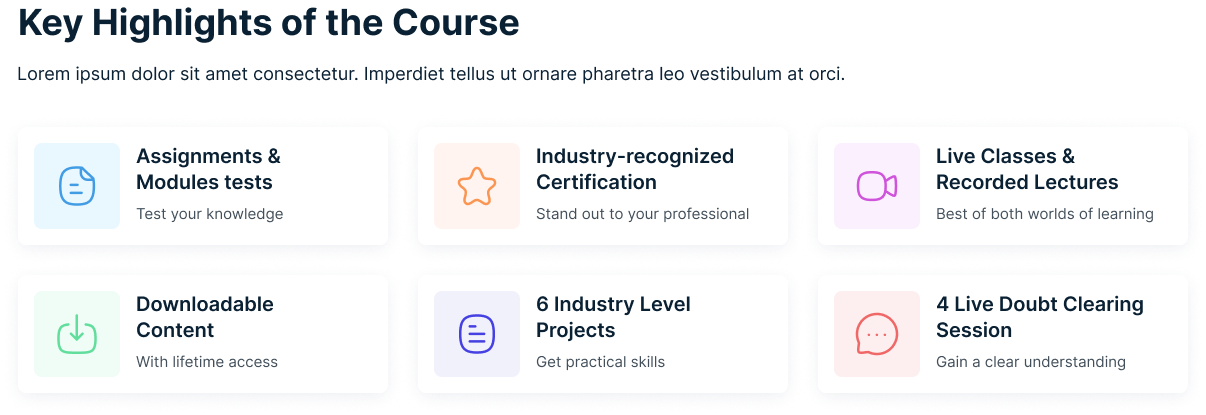 Key Highlights of the Course
Lorem ipsum dolor sit amet consectetur. Imperdiet tellus ut ornare pharetra leo vestibulum at orci.
Assignments &
Modules tests
Test your knowledge
Industry-recognized
Certification
Stand out to your professional
Live Classes &
Recorded Lectures
Best of both worlds of learning
Downloadable
Content
With lifetime access
6 Industry Level
Projects
Get practical skills
4 Live Doubt Clearing
Session
Gain a clear understanding